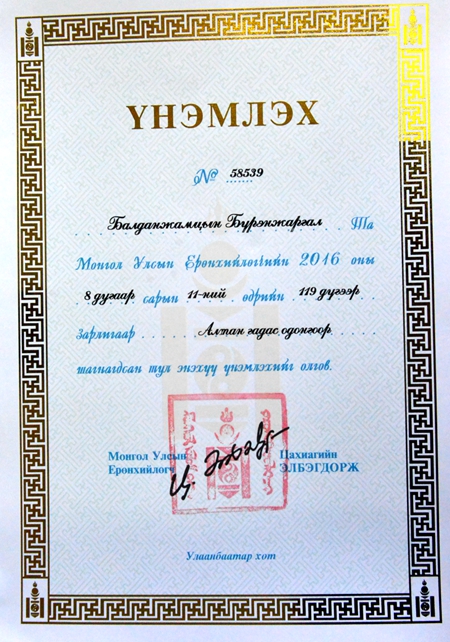 ҮНЭМЛЭХ
№ 58539
Балданжамцын Бүрэнжаргал Та
Монгол Улсын Ерөнхийлөгчийн 2016 оны
8 дугаар сарын 11-ний өдрийн 119 дүгээр
зарлигаар Алтан гадас одонгоор
шагнагдсан тул энэхүү үнэмлэхийг олгов.
Монгол Улсын Цахиагийн
Ерөнхийлөгч ЭЛБЭГДОРЖ
Улаанбаатар хот